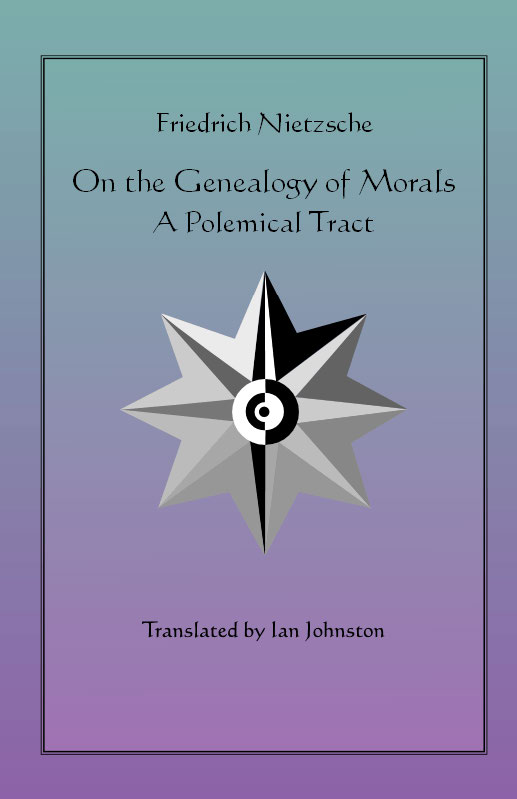 Friedrich Nietzsche
On the Genealogy of Morals
A Polemical Tract
Translated by Ian Johnston